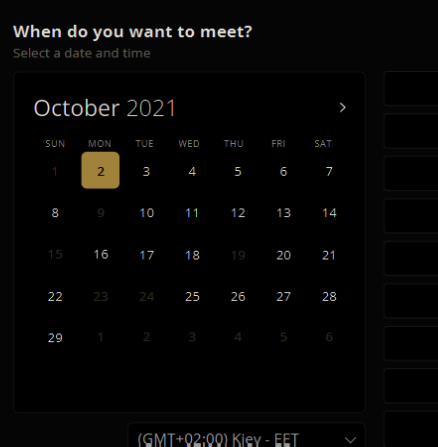 When do you want to meet?
Select a date and time
October 2021
SUN MON TUE WED THU FRI SAT
1 2 3 4 5 6 7
8 9 10 11 12 13 14
15 16 17 18 19 20 21
22 23 24 25 26 27 28
29 1 2 3 4 5 6
(GMT+02:00) Kiev - EET